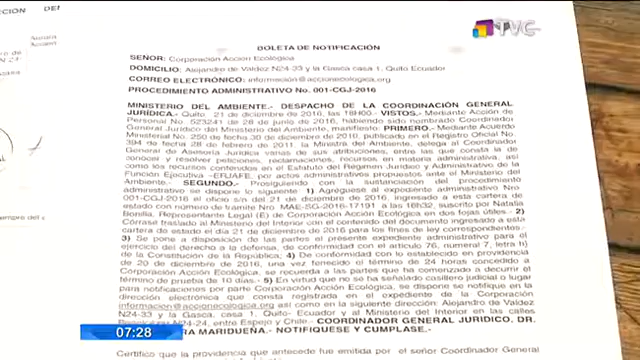 TVC
BOLETA DE NOTIFICACIÓN
SEÑOR: Corporación Acción Ecológica
DOMICILIO: Alejandro de Valdez N24-33 y la Gasca casa 1. Quito Ecuador
CORREO ELECTRÓNICO: información@accionecologica.org
PROCEDIMIENTO ADMINISTRATIVO No. 001-CGJ-2016
MINISTERIO DEL AMBIENTE.- DESPACHO DE LA COORDINACIÓN GENERAL
JURÍDICA.- Quito, 21 de diciembre de 2016, las 18H00.- VISTOS.- Mediante Acción de
Personal No. 523241 de 28 de junio de 2016, habiendo sido nombrado Coordinador
General Jurídico del Ministerio del Ambiente, manifiesto: PRIMERO.- Mediante Acuerdo
Ministerial No. 250 de fecha 30 de diciembre de 2010, publicado en el Registro Oficial No.
394 de fecha 28 de febrero de 2011, la Ministra del Ambiente, delega al Coordinador
General de Asesoría Jurídica varias de sus atribuciones, entre las que consta la de
conocer y resolver peticiones, reclamaciones, recursos en materia administrativa, así
como los recursos contenidos en el Estatuto del Régimen Jurídico y Administrativo de la
Función Ejecutiva -ERJAFE, por actos administrativos propuestos ante el Ministerio del
Ambiente.- SEGUNDO.- Prosiguiendo con la sustanciación del procedimiento
administrativo se dispone lo siguiente: 1) Agréguese al expediente administrativo Nro.
001-CGJ-2016 el oficio s/n del 21 de diciembre de 2016, ingresado a esta cartera de
estado con número de trámite Nro. MAE-SG-2016-17191 a las 16h32, suscrito por Natalia
Bonilla, Representante Legal (E) de Corporación Acción Ecológica en dos fojas útiles.- 2)
Córrase traslado al Ministerio del Interior con el contenido del documento ingresado a esta
cartera de estado el día 21 de diciembre de 2016 para los fines de ley correspondientes.-
3) Se pone a disposición de las partes el presente expediente administrativo para el
ejercicio del derecho a la defensa, de conformidad con el artículo 76, numeral 7, letra h)
de la Constitución de la República; 4) De conformidad con lo establecido en providencia
de 20 de diciembre de 2016, una vez fenecido el término de 24 horas concedido a
Corporación Acción Ecológica, se recuerda a las partes que ha comenzado a decurrir el
término de prueba de 10 días.- 5) En virtud que no se ha señalado casillero judicial o lugar
para notificaciones por parte Corporación Acción Ecológica, se dispone se notifique en la
dirección electrónica que consta registrada en el expediente de la Corporación
información@accionecologica.org así como en la siguiente dirección: Alejandro de Valdez
N24-33 y la Gasca, casa 1, Quito-Ecuador y al Ministerio del Interior en las calles
N24-24, entre Espejo y Chile.- COORDINADOR GENERAL JURÍDICO, DR.
MARIDUEÑA.- NOTIFIQUESE Y CUMPLASE.-
Certifico que la providencia que antecede fue emitida por el señor Coordinador General
07:28